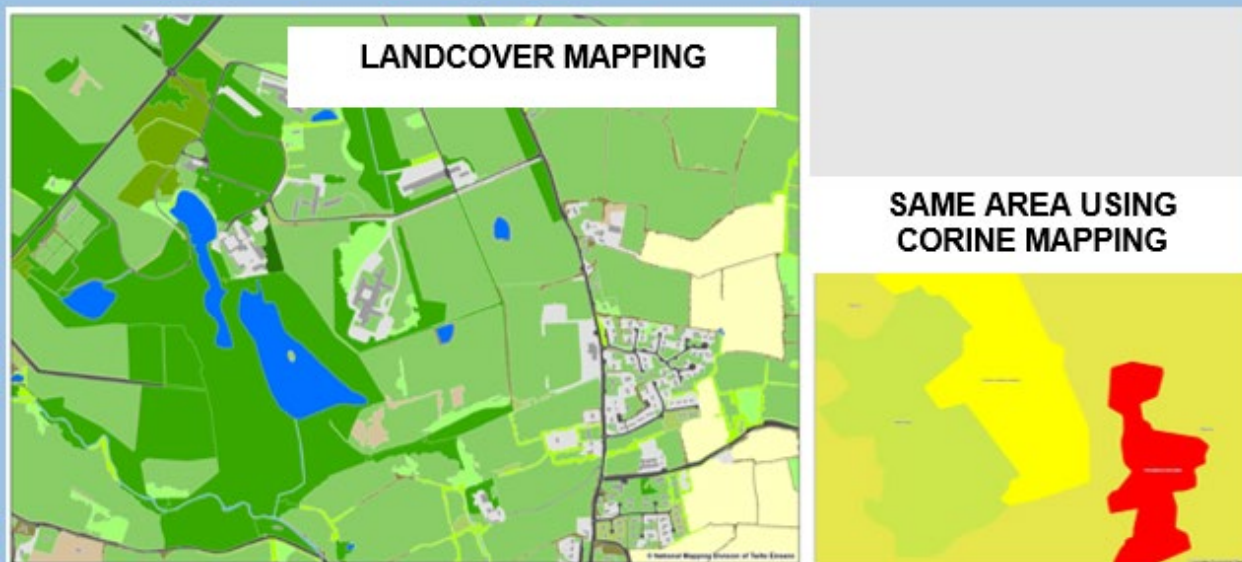 LANDCOVER MAPPING
SAME AREA USING
CORINE MAPPING
© National Mapping Division of Tailte Éireann